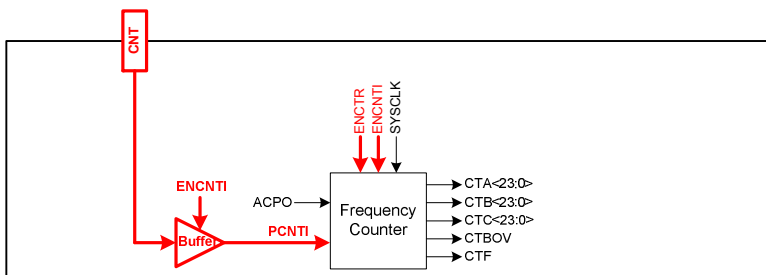 CNT
ENCTR
ENCNTI
SYSCLK
ENCNTI
Buffer
PCNTI
ACPO
Frequency
Counter
CTA<23:0>
CTB<23:0>
CTC<23:0>
CTBOV
CTF